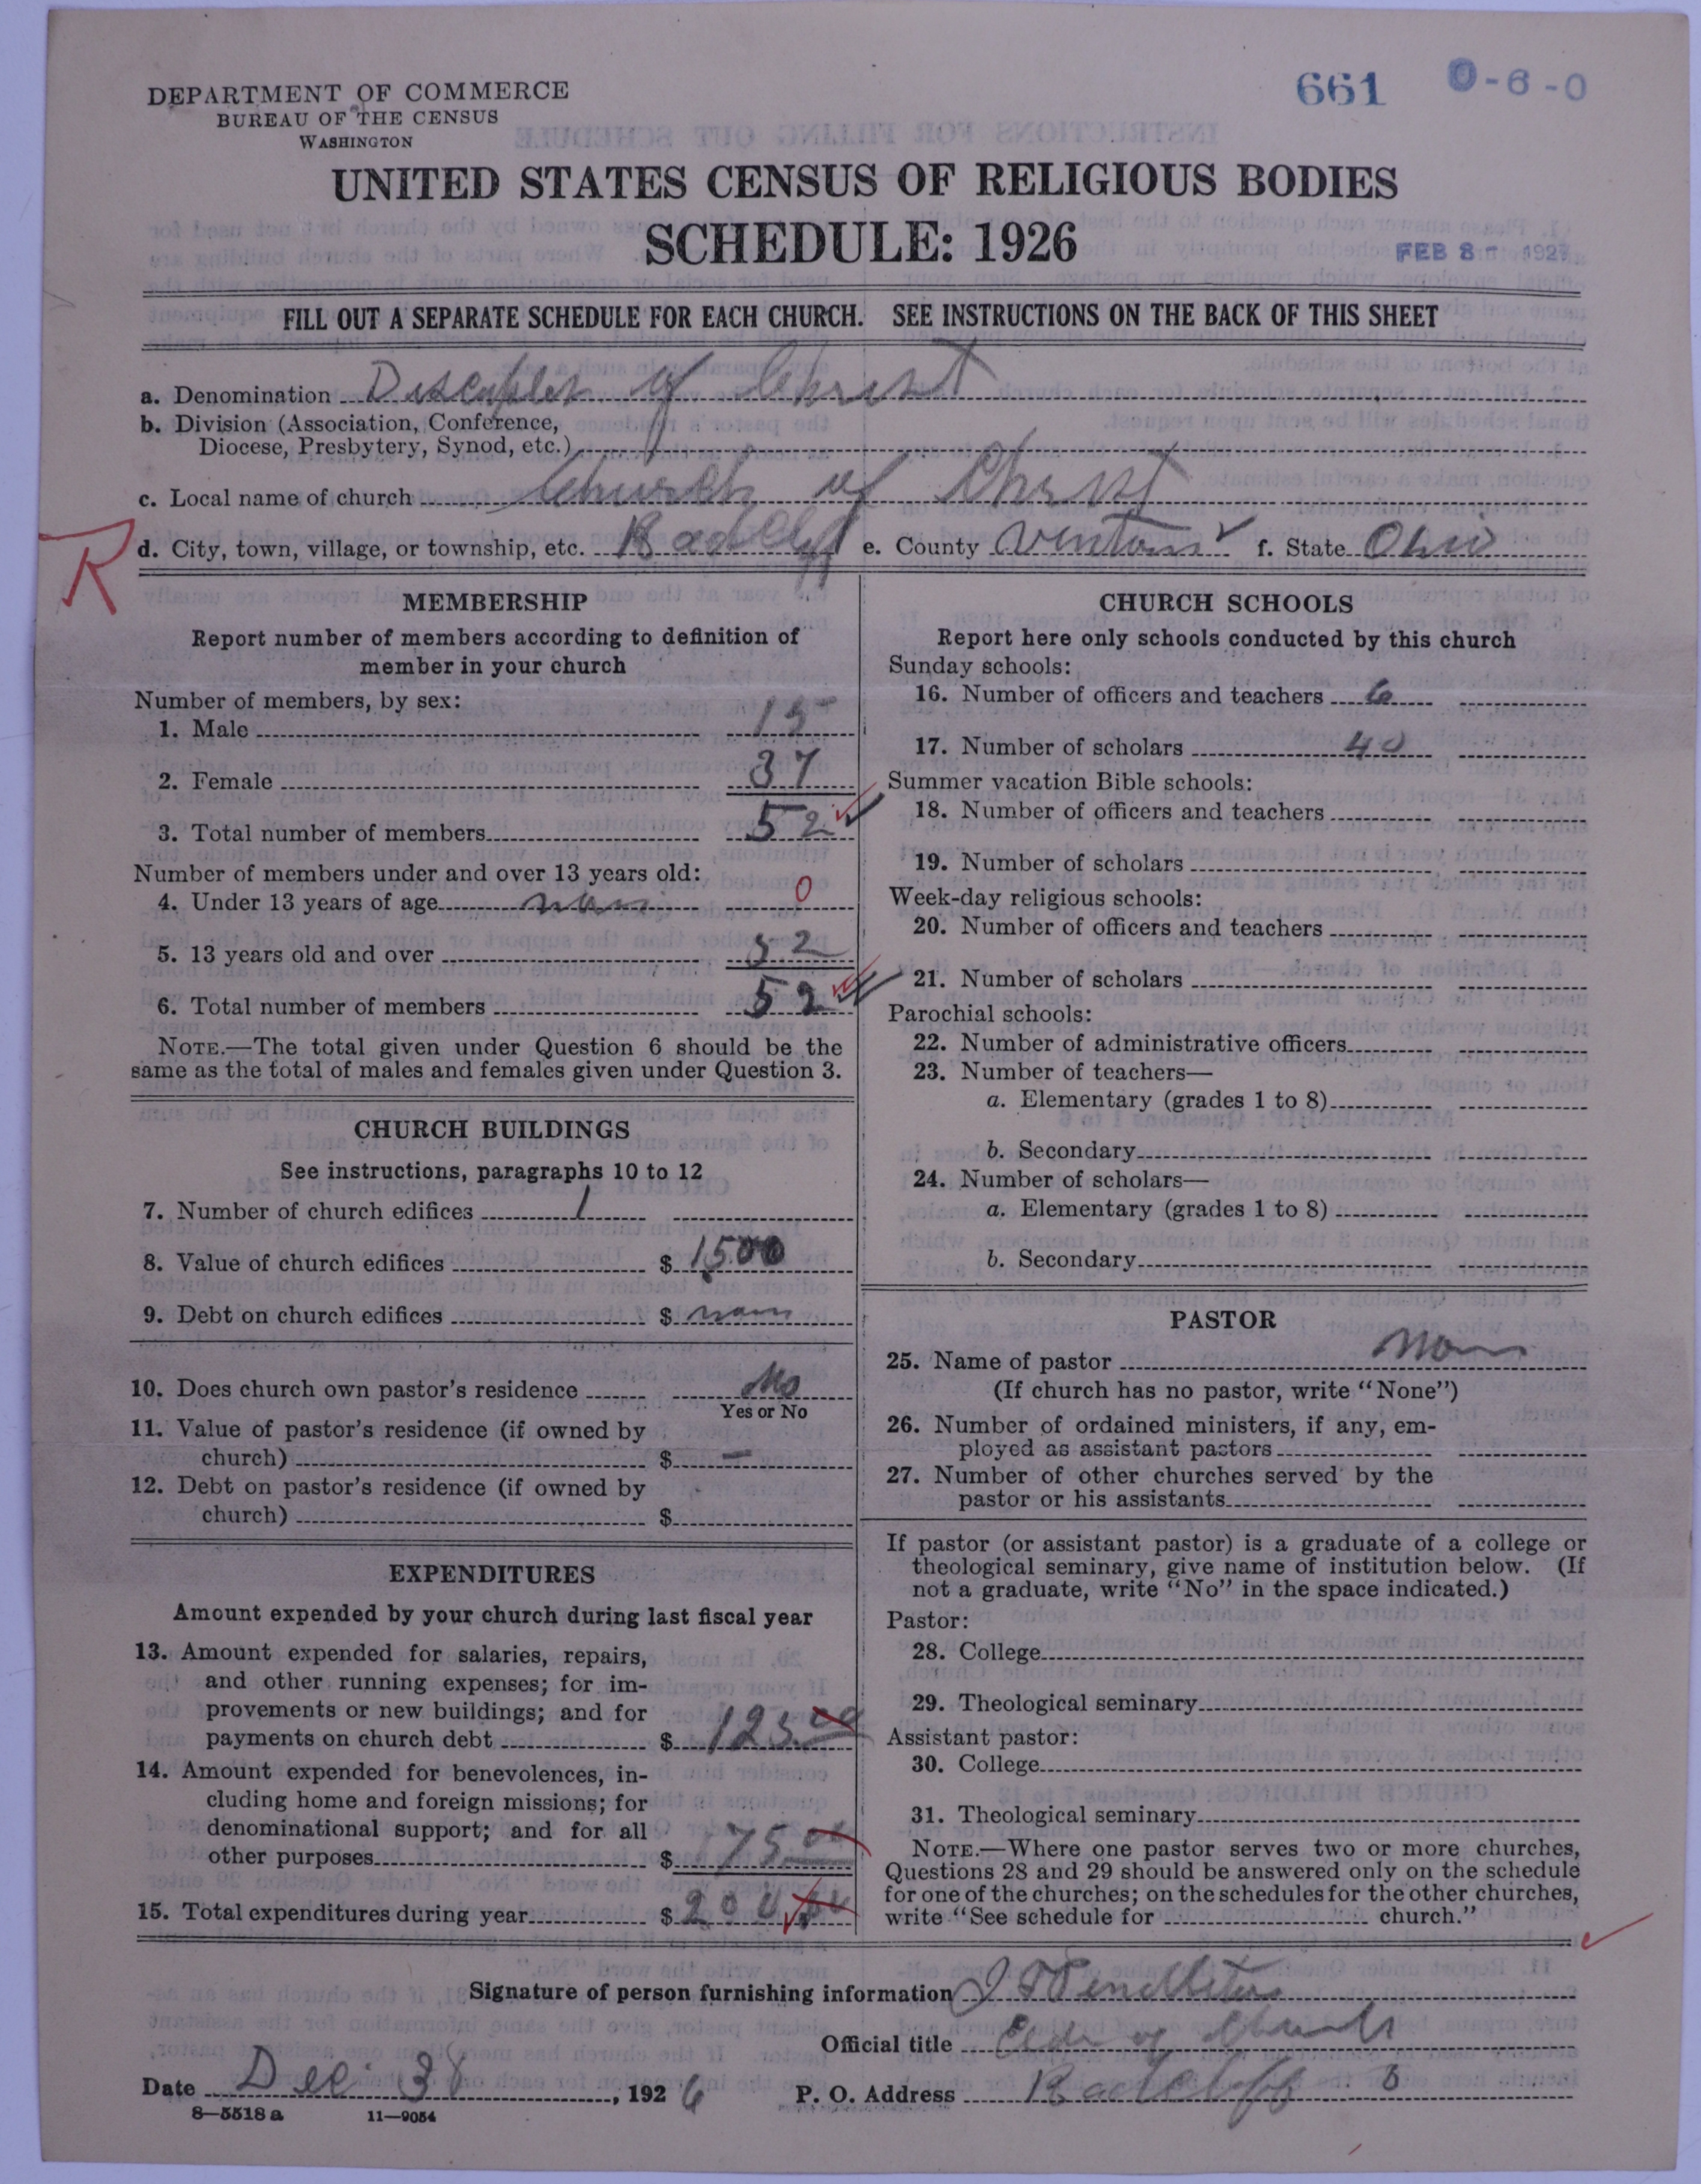 DEPARTMENT OF COMMERCE
BUREAU OF THE CENSUS
WASHINGTON
661 0-6-0
UNITED STATES CENSUS OF RELIGIOUS BODIES
SCHEDULE: 1926
FEB 8 - 1927
FILL OUT A SEPARATE SCHEDULE FOR EACH CHURCH. SEE INSTRUCTIONS ON THE BACK OF THIS SHEET
a. Denomination Disciples of Christ
b. Division (Association, Conference,
Diocese, Presbytery, Synod, etc.)
c. Local name of church Church of Christ
R
d. City, town, village, or township, etc. Radcliff e. County Vinton f. State Ohio
MEMBERSHIP
Report number of members according to definition of
member in your church
Number of members, by sex:
1. Male 15
2. Female 37
3. Total number of members 52
Number of members under and over 13 years old:
4. Under 13 years of age none 0
5. 13 years old and over 52
6. Total number of members 52
NOTE.—The total given under Question 6 should be the
same as the total of males and females given under Question 3.
CHURCH BUILDINGS
See instructions, paragraphs 10 to 12
7. Number of church edifices 1
8. Value of church edifices $ 1500
9. Debt on church edifices $ none
10. Does church own pastor's residence No
Yes or No
11. Value of pastor's residence (if owned by
church) $ —
12. Debt on pastor's residence (if owned by
church) $
EXPENDITURES
Amount expended by your church during last fiscal year
13. Amount expended for salaries, repairs,
and other running expenses; for im-
provements or new buildings; and for
payments on church debt $ 125.00
14. Amount expended for benevolences, in-
cluding home and foreign missions; for
denominational support; and for all
other purposes $ 75.00
15. Total expenditures during year $ 200.00
CHURCH SCHOOLS
Report here only schools conducted by this church
Sunday schools:
16. Number of officers and teachers 6
17. Number of scholars 40
Summer vacation Bible schools:
18. Number of officers and teachers
19. Number of scholars
Week-day religious schools:
20. Number of officers and teachers
21. Number of scholars
Parochial schools:
22. Number of administrative officers
23. Number of teachers—
a. Elementary (grades 1 to 8)
b. Secondary
24. Number of scholars—
a. Elementary (grades 1 to 8)
b. Secondary
PASTOR
25. Name of pastor None
(If church has no pastor, write "None")
26. Number of ordained ministers, if any, em-
ployed as assistant pastors
27. Number of other churches served by the
pastor or his assistants
If pastor (or assistant pastor) is a graduate of a college or
theological seminary, give name of institution below. (If
not a graduate, write "No" in the space indicated.)
Pastor:
28. College
29. Theological seminary
Assistant pastor:
30. College
31. Theological seminary
NOTE.—Where one pastor serves two or more churches,
Questions 28 and 29 should be answered only on the schedule
for one of the churches; on the schedules for the other churches,
write "See schedule for church."
Signature of person furnishing information Pendleton
Official title Elder of Church
Date Dec 1926 P. O. Address Radcliff O
8—5518 a 11—9054